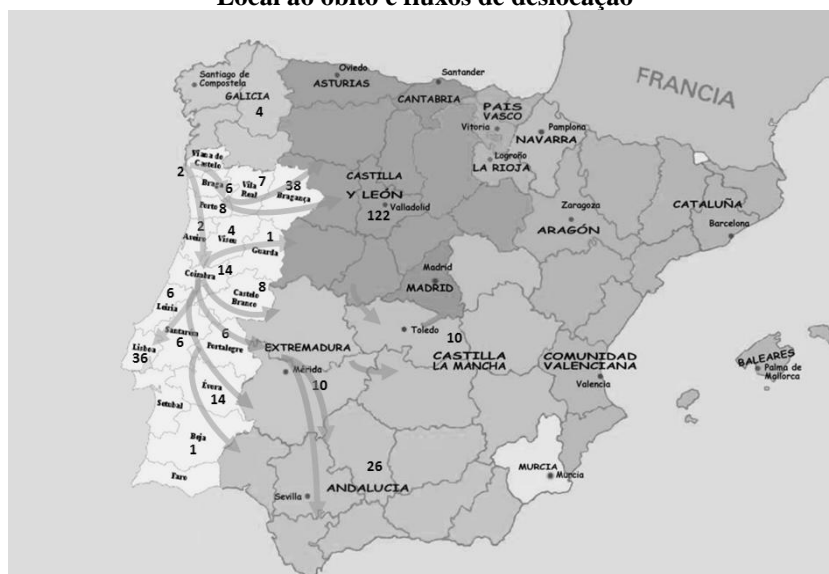 Local ao óbito e fluxos de deslocação
FRANCIA
Oviedo
ASTURIAS
Santander
CANTABRIA
Santiago de
Compostela
GALICIA
4
PAÍS
VASCO
Vitoria
Pamplona
NAVARRA
Logroño
LA RIOJA
Viana do
Castelo
2
Braga
6
Vila
Real
7
38
Bragança
Porto
8
CASTILLA
Y LEÓN
Valladolid
122
Zaragoza
ARAGÓN
CATALUÑA
Barcelona
2
Aveiro
4
Viseu
1
Guarda
Coimbra
14
8
Castelo
Branco
6
Leiria
Madrid
MADRID
Santarem
6
6
Portalegre
Lisboa
36
EXTREMADURA
Mérida
10
Toledo
10
CASTILLA
LA MANCHA
COMUNIDAD
VALENCIANA
Valencia
BALEARES
Palma de
Mallorca
Évora
14
Setubal
Beja
1
Faro
26
ANDALUCIA
Sevilla
MURCIA
Murcia